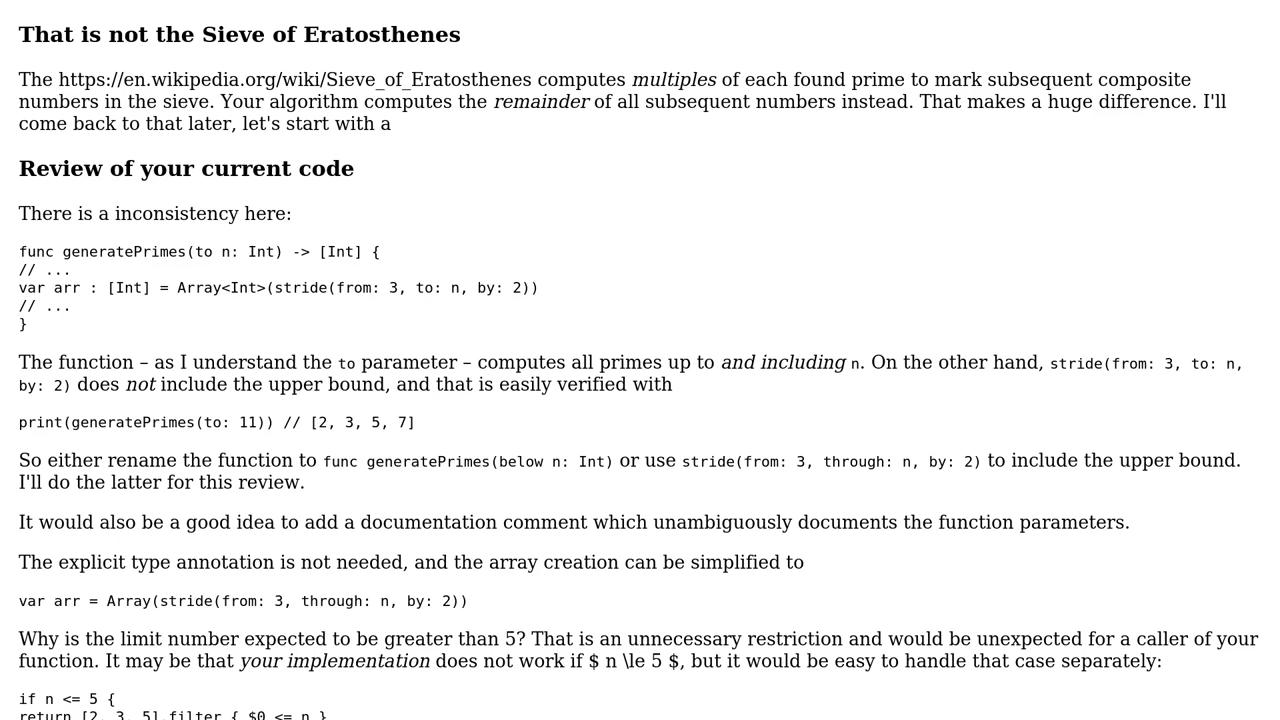 That is not the Sieve of Eratosthenes
The https://en.wikipedia.org/wiki/Sieve_of_Eratosthenes computes multiples of each found prime to mark subsequent composite
numbers in the sieve. Your algorithm computes the remainder of all subsequent numbers instead. That makes a huge difference. I'll
come back to that later, let's start with a
Review of your current code
There is a inconsistency here:
func generatePrimes(to n: Int) -> [Int] {
// ...
var arr : [Int] = Array<Int>(stride(from: 3, to: n, by: 2))
// ...
}
The function – as I understand the to parameter – computes all primes up to and including n. On the other hand, stride(from: 3, to: n,
by: 2) does not include the upper bound, and that is easily verified with
print(generatePrimes(to: 11)) // [2, 3, 5, 7]
So either rename the function to func generatePrimes(below n: Int) or use stride(from: 3, through: n, by: 2) to include the upper bound.
I'll do the latter for this review.
It would also be a good idea to add a documentation comment which unambiguously documents the function parameters.
The explicit type annotation is not needed, and the array creation can be simplified to
var arr = Array(stride(from: 3, through: n, by: 2))
Why is the limit number expected to be greater than 5? That is an unnecessary restriction and would be unexpected for a caller of your
function. It may be that your implementation does not work if $ n \le 5 $, but it would be easy to handle that case separately:
if n <= 5 {
return [2, 3, 5].filter { $0 <= n }